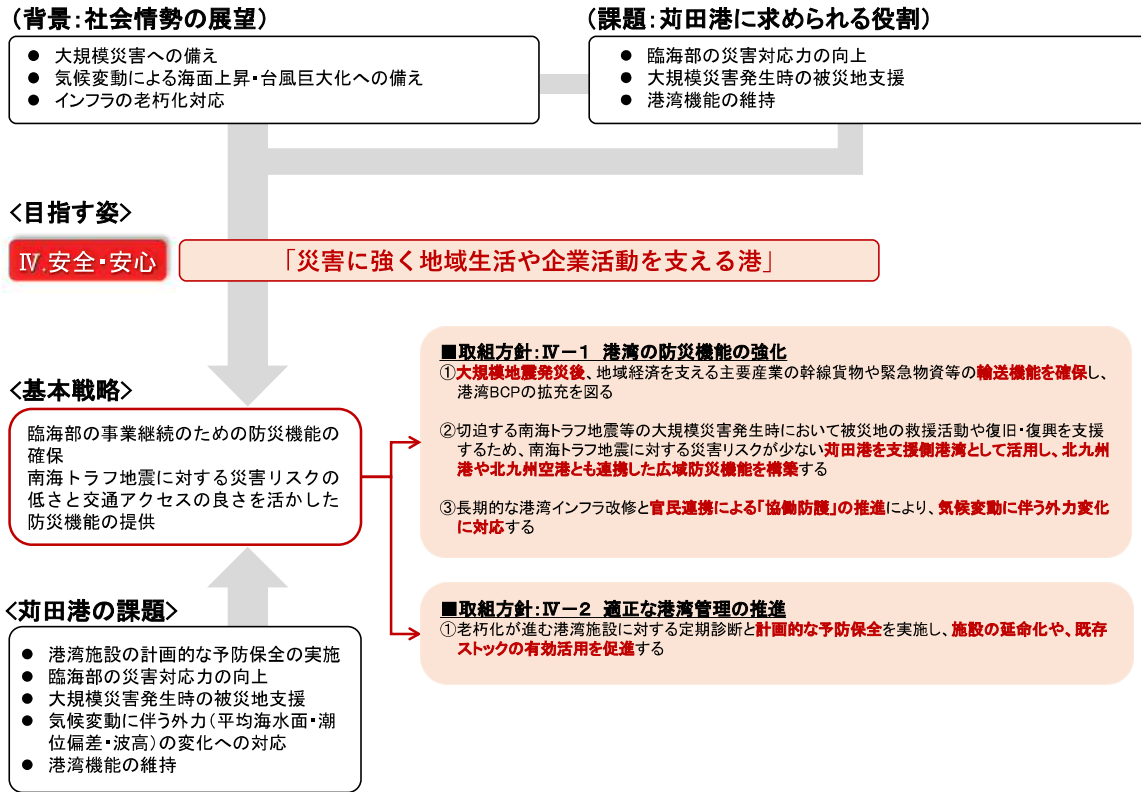 (背景：社会情勢の展望)
● 大規模災害への備え
● 気候変動による海面上昇・台風巨大化への備え
● インフラの老朽化対応
(課題：苅田港に求められる役割)
● 臨海部の災害対応力の向上
● 大規模災害発生時の被災地支援
● 港湾機能の維持
<目指す姿>
Ⅳ.安全・安心
「災害に強く地域生活や企業活動を支える港」
<基本戦略>
臨海部の事業継続のための防災機能の
確保
南海トラフ地震に対する災害リスクの
低さと交通アクセスの良さを活かした
防災機能の提供
■取組方針：Ⅳ－1 港湾の防災機能の強化
①大規模地震発災後、地域経済を支える主要産業の幹線貨物や緊急物資等の輸送機能を確保し、
港湾BCPの拡充を図る
②切迫する南海トラフ地震等の大規模災害発生時において被災地の救援活動や復旧・復興を支援
するため、南海トラフ地震に対する災害リスクが少ない苅田港を支援側港湾として活用し、北九州
港や北九州空港とも連携した広域防災機能を構築する
③長期的な港湾インフラ改修と官民連携による「協働防護」の推進により、気候変動に伴う外力変化
に対応する
■取組方針：Ⅳ－2 適正な港湾管理の推進
①老朽化が進む港湾施設に対する定期診断と計画的な予防保全を実施し、施設の延命化や、既存
ストックの有効活用を促進する
<苅田港の課題>
● 港湾施設の計画的な予防保全の実施
● 臨海部の災害対応力の向上
● 大規模災害発生時の被災地支援
● 気候変動に伴う外力(平均海水面・潮
位偏差・波高)の変化への対応
● 港湾機能の維持